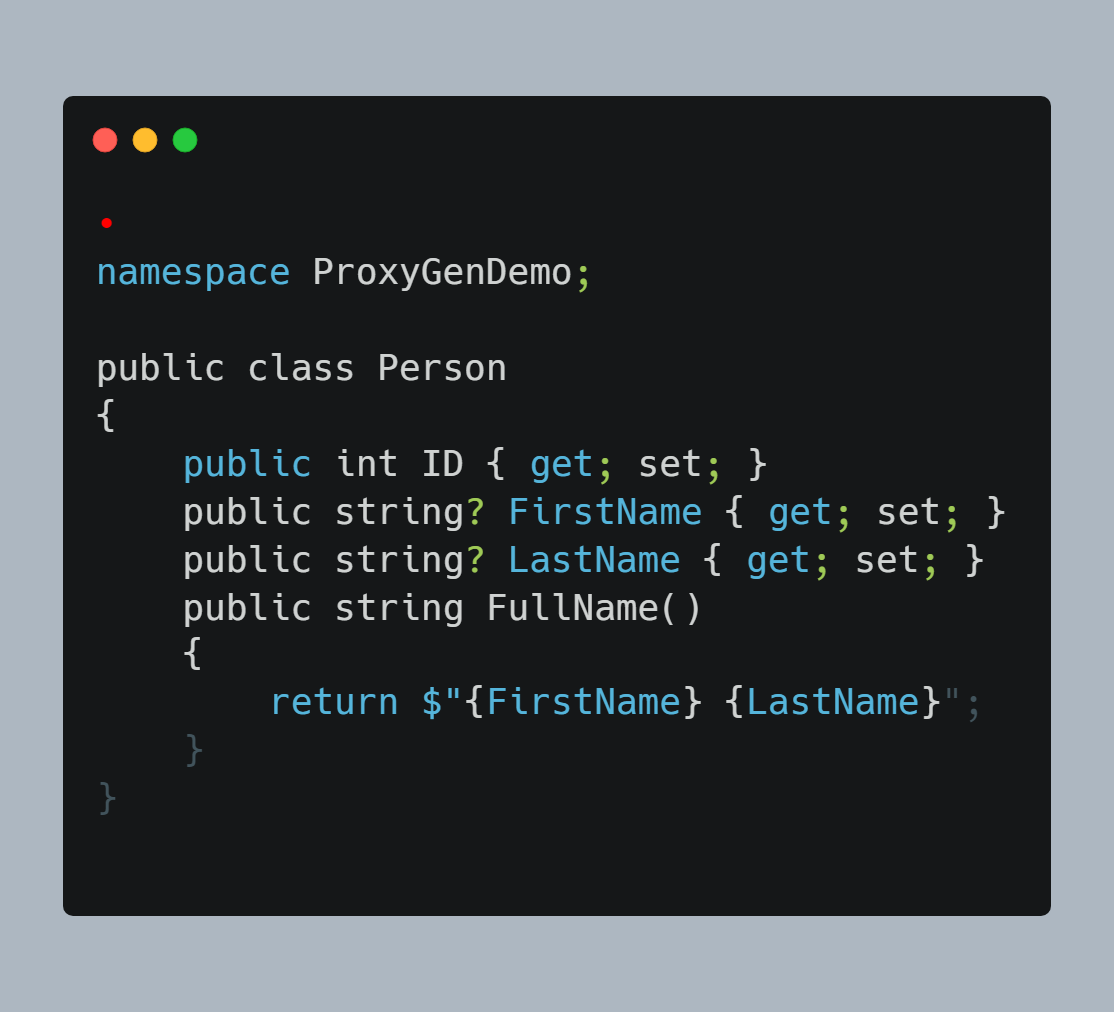 namespace ProxyGenDemo;
public class Person
{
public int ID { get; set; }
public string? FirstName { get; set; }
public string? LastName { get; set; }
public string FullName()
{
return $"{FirstName} {LastName}";
}
}